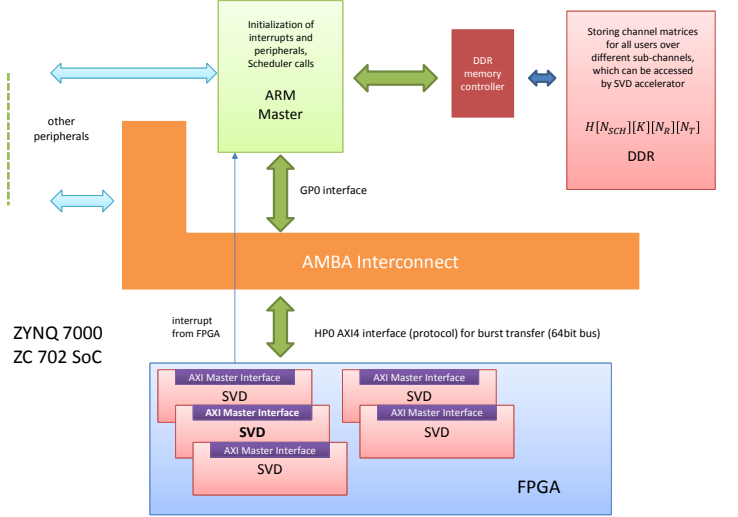 Initialization of
interrupts and
peripherals,
Scheduler calls
ARM
Master
DDR
memory
controller
Storing channel matrices
for all users over
different sub-channels,
which can be accessed
by SVD accelerator
H[N_{SCH}][K][N_R][N_T]
DDR
other
peripherals
GP0 interface
AMBA Interconnect
interrupt
from FPGA
HP0 AXI4 interface (protocol) for burst transfer (64bit bus)
ZYNQ 7000
ZC 702 SoC
AXI Master Interface
SVD
AXI Master Interface
SVD
AXI Master Interface
SVD
AXI Master Interface
SVD
AXI Master Interface
SVD
FPGA